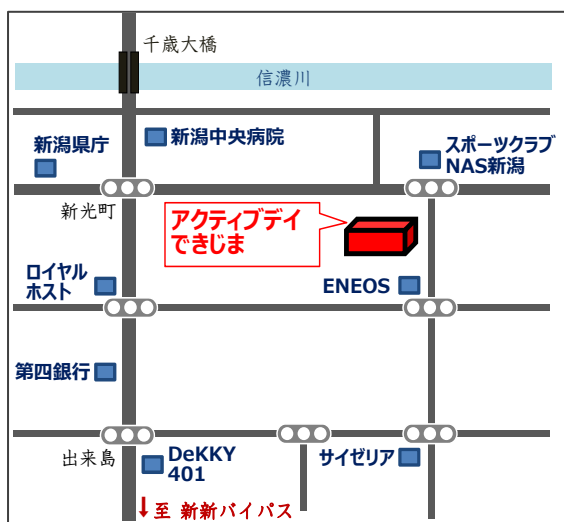 千歳大橋
信濃川
新潟県庁
新潟中央病院
スポーツクラブ
NAS新潟
新光町
アクティブデイ
できじま
ロイヤル
ホスト
ENEOS
第四銀行
出来島
DeKKY
401
サイゼリア
↓至 新新バイパス